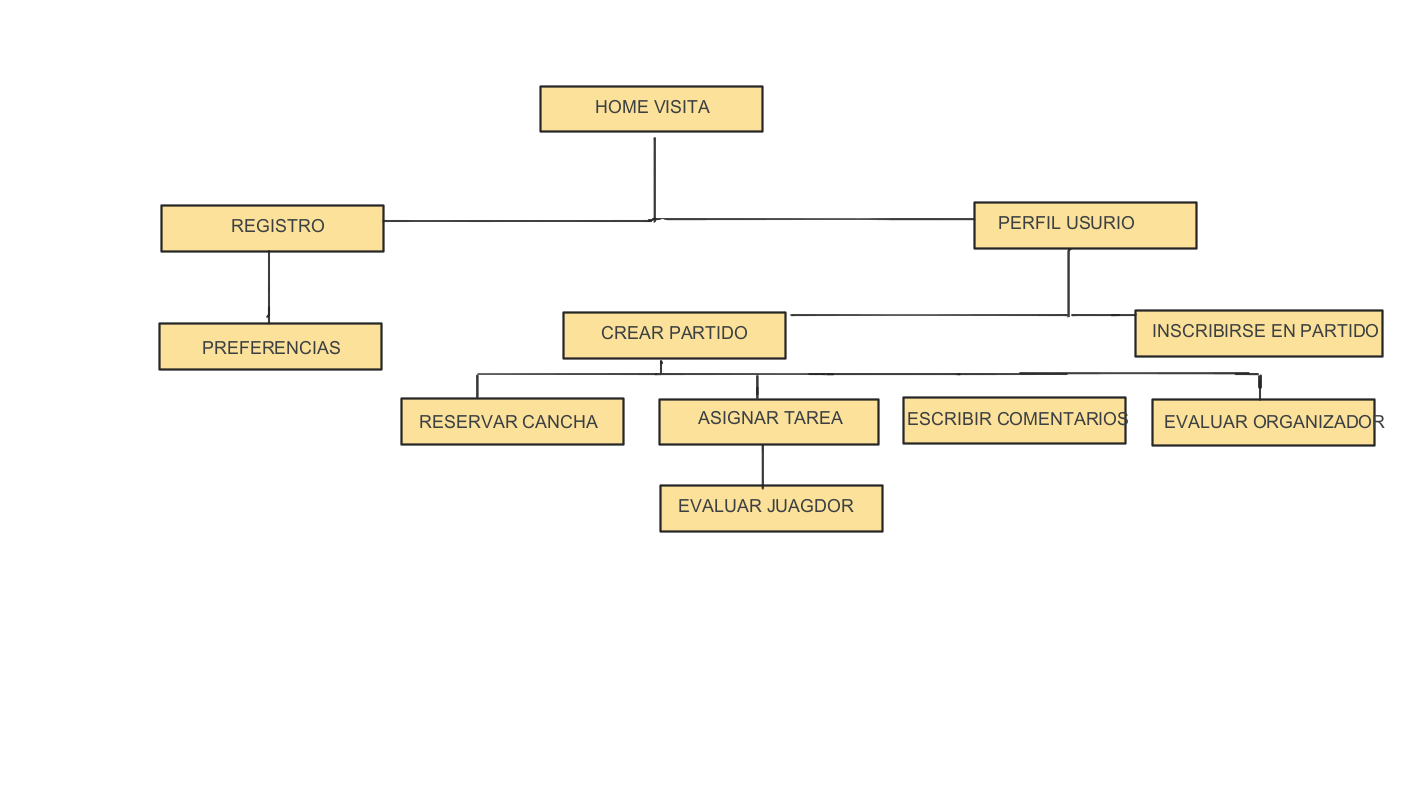 HOME VISITA
REGISTRO
PERFIL USURIO
PREFERENCIAS
CREAR PARTIDO
INSCRIBIRSE EN PARTIDO
RESERVAR CANCHA
ASIGNAR TAREA
ESCRIBIR COMENTARIOS
EVALUAR ORGANIZADOR
EVALUAR JUAGDOR